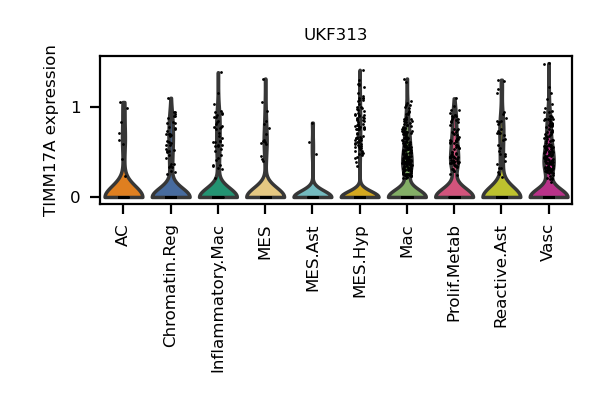 UKF313
TIMM17A expression
1
0
AC
Chromatin.Reg
Inflammatory.Mac
MES
MES.Ast
MES.Hyp
Mac
Prolif.Metab
Reactive.Ast
Vasc